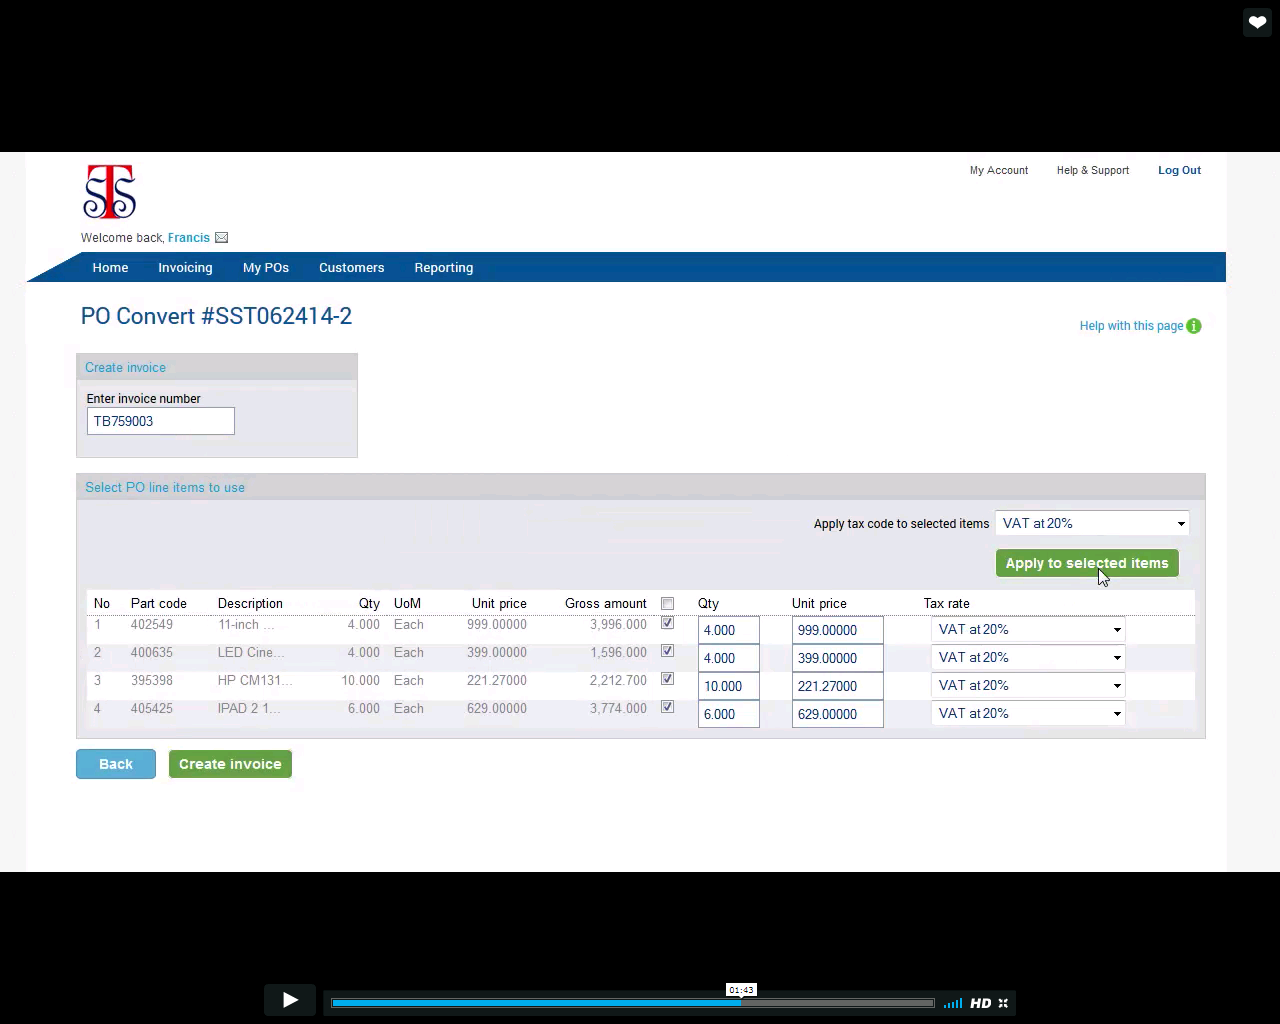 My Account Help & Support Log Out
STS
Welcome back, Francis
Home Invoicing My POs Customers Reporting
PO Convert #SST062414-2
Help with this page i
Create invoice
Enter invoice number
TB759003
Select PO line items to use
Apply tax code to selected items VAT at 20%
Apply to selected items
No Part code Description Qty UoM Unit price Gross amount Qty Unit price Tax rate
1 402549 11-inch ... 4.000 Each 999.00000 3,996.000 4.000 999.00000 VAT at 20%
2 400635 LED Cine... 4.000 Each 399.00000 1,596.000 4.000 399.00000 VAT at 20%
3 395398 HP CM131... 10.000 Each 221.27000 2,212.700 10.000 221.27000 VAT at 20%
4 405425 IPAD 2 1... 6.000 Each 629.00000 3,774.000 6.000 629.00000 VAT at 20%
Back Create invoice
01:43
HD